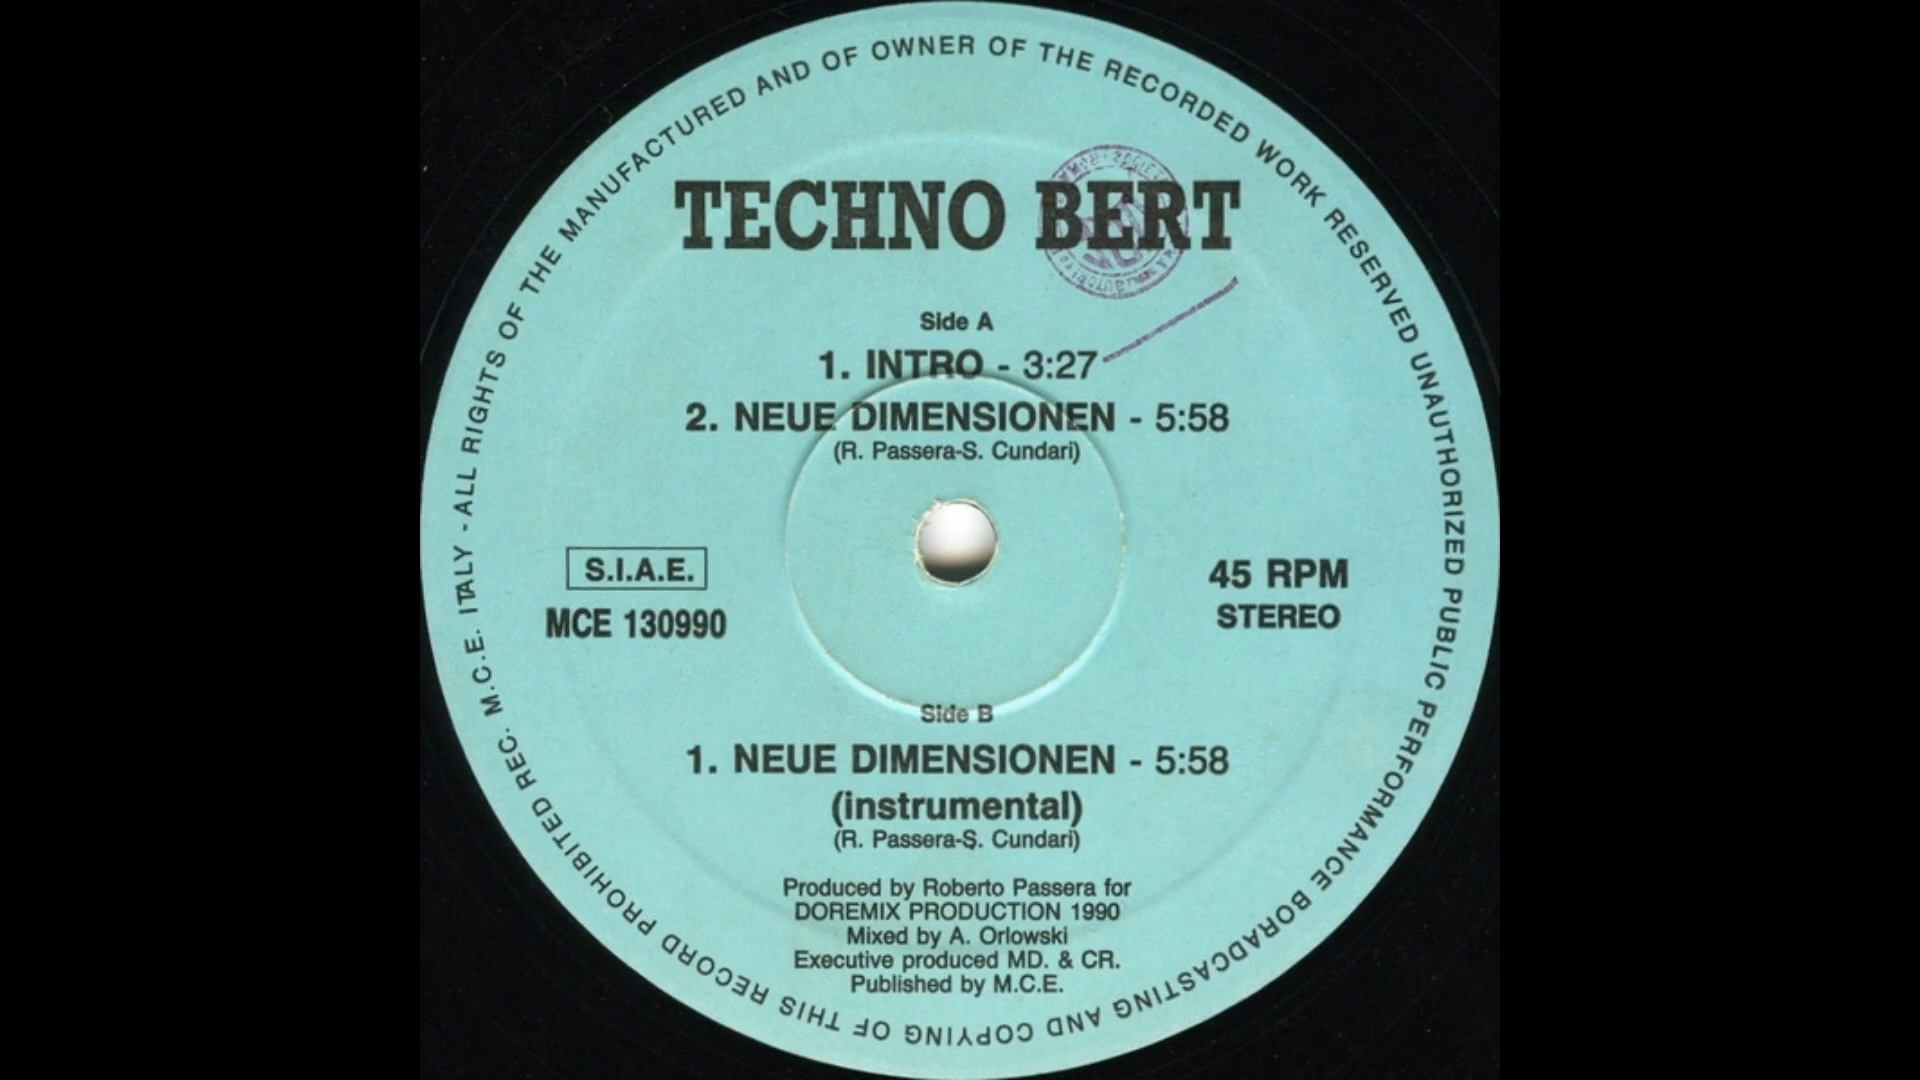 REC. M.C.E. ITALY - ALL RIGHTS OF THE MANUFACTURED AND OF OWNER OF THE RECORDED WORK RESERVED UNAUTHORIZED PUBLIC PERFORMANCE BORADCASTING AND COPYING OF THIS RECORD PROHIBITED
TECHNO BERT
Side A
1. INTRO - 3:27
2. NEUE DIMENSIONEN - 5:58
(R. Passera-S. Cundari)
S.I.A.E.
MCE 130990
45 RPM
STEREO
Side B
1. NEUE DIMENSIONEN - 5:58
(instrumental)
(R. Passera-S. Cundari)
Produced by Roberto Passera for
DOREMIX PRODUCTION 1990
Mixed by A. Orlowski
Executive produced MD. & CR.
Published by M.C.E.